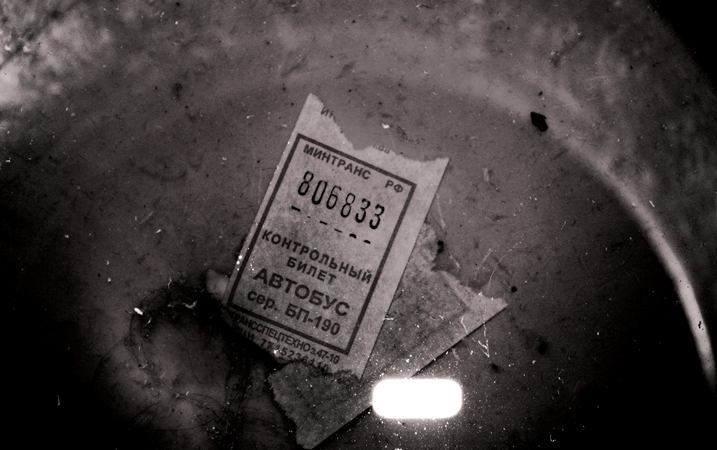 МИНТРАНС РФ
806833
КОНТРОЛЬНЫЙ
БИЛЕТ
АВТОБУС
сер. БП-190